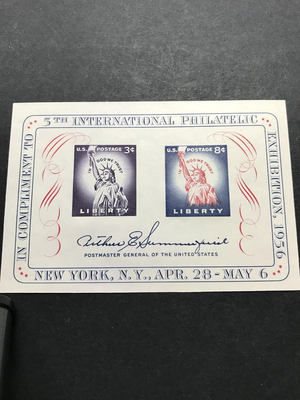 IN COMPLIMENT TO 5TH INTERNATIONAL PHILATELIC EXHIBITION, 1956
U.S. POSTAGE 3¢
IN GOD WE TRUST
LIBERTY
U.S. POSTAGE 8¢
IN GOD WE TRUST
LIBERTY
Arthur E. Summerfield
POSTMASTER GENERAL OF THE UNITED STATES
NEW YORK, N.Y., APR. 28-MAY 6